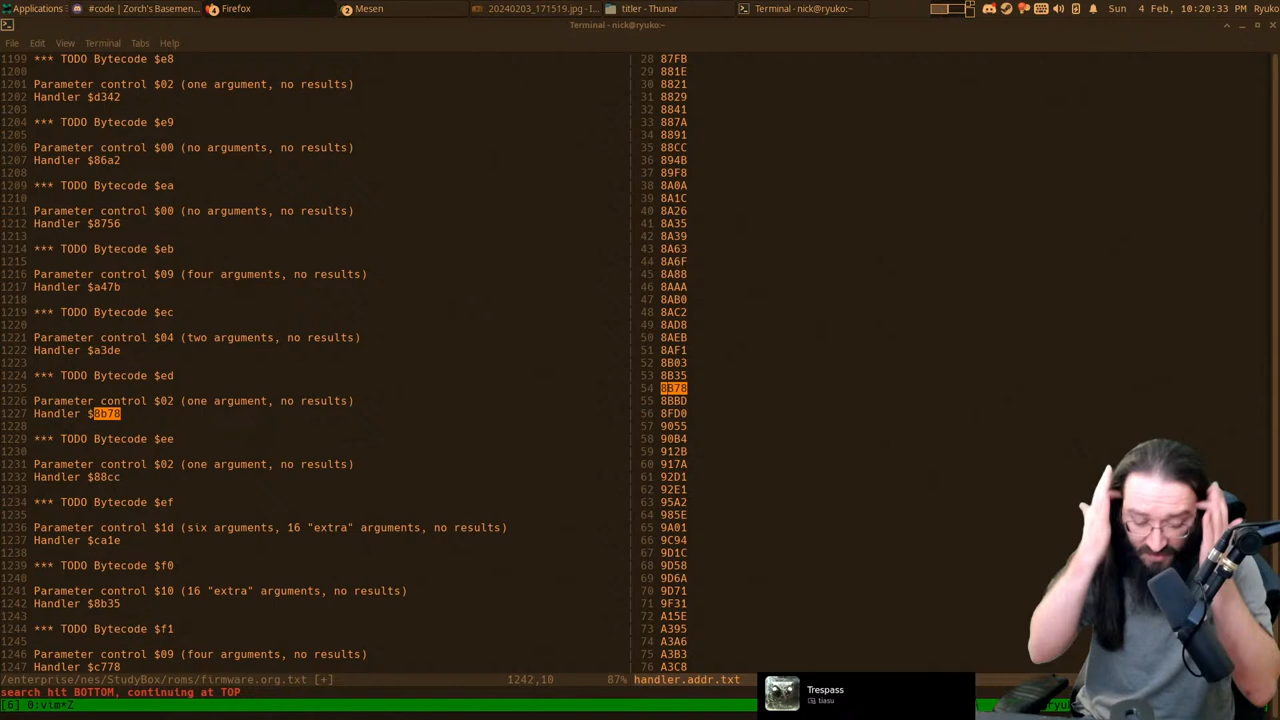 Applications
#code | Zorch's Basemen...
Firefox
Mesen
20240203_171519.jpg - I...
titler - Thunar
Terminal - nick@ryuko:~
Sun 4 Feb, 10:20:33 Ryuko
Terminal - nick@ryuko:~
File Edit View Terminal Tabs Help
1199 *** TODO Bytecode $e8
1200
1201 Parameter control $02 (one argument, no results)
1202 Handler $d342
1203
1204 *** TODO Bytecode $e9
1205
1206 Parameter control $00 (no arguments, no results)
1207 Handler $86a2
1208
1209 *** TODO Bytecode $ea
1210
1211 Parameter control $00 (no arguments, no results)
1212 Handler $8756
1213
1214 *** TODO Bytecode $eb
1215
1216 Parameter control $09 (four arguments, no results)
1217 Handler $a47b
1218
1219 *** TODO Bytecode $ec
1220
1221 Parameter control $04 (two arguments, no results)
1222 Handler $a3de
1223
1224 *** TODO Bytecode $ed
1225
1226 Parameter control $02 (one argument, no results)
1227 Handler $8b78
1228
1229 *** TODO Bytecode $ee
1230
1231 Parameter control $02 (one argument, no results)
1232 Handler $88cc
1233
1234 *** TODO Bytecode $ef
1235
1236 Parameter control $1d (six arguments, 16 "extra" arguments, no results)
1237 Handler $ca1e
1238
1239 *** TODO Bytecode $f0
1240
1241 Parameter control $10 (16 "extra" arguments, no results)
1242 Handler $8b35
1243
1244 *** TODO Bytecode $f1
1245
1246 Parameter control $09 (four arguments, no results)
1247 Handler $c778
/enterprise/nes/StudyBox/roms/firmware.org.txt [+] 1242,10 87%
search hit BOTTOM, continuing at TOP
[6] 0:vim*Z
28 87FB
29 881E
30 8821
31 8829
32 8841
33 887A
34 8891
35 88CC
36 894B
37 89F8
38 8A0A
39 8A1C
40 8A26
41 8A35
42 8A39
43 8A63
44 8A6F
45 8A88
46 8AAA
47 8AB0
48 8AC2
49 8AD8
50 8AEB
51 8AF1
52 8B03
53 8B35
54 8B78
55 8BBD
56 8FD0
57 9055
58 90B4
59 912B
60 917A
61 92D1
62 92E1
63 95A2
64 985E
65 9A01
66 9C94
67 9D1C
68 9D58
69 9D6A
70 9D71
71 9F31
72 A15E
73 A395
74 A3A6
75 A3B3
76 A3C8
handler.addr.txt
Trespass
tiasu